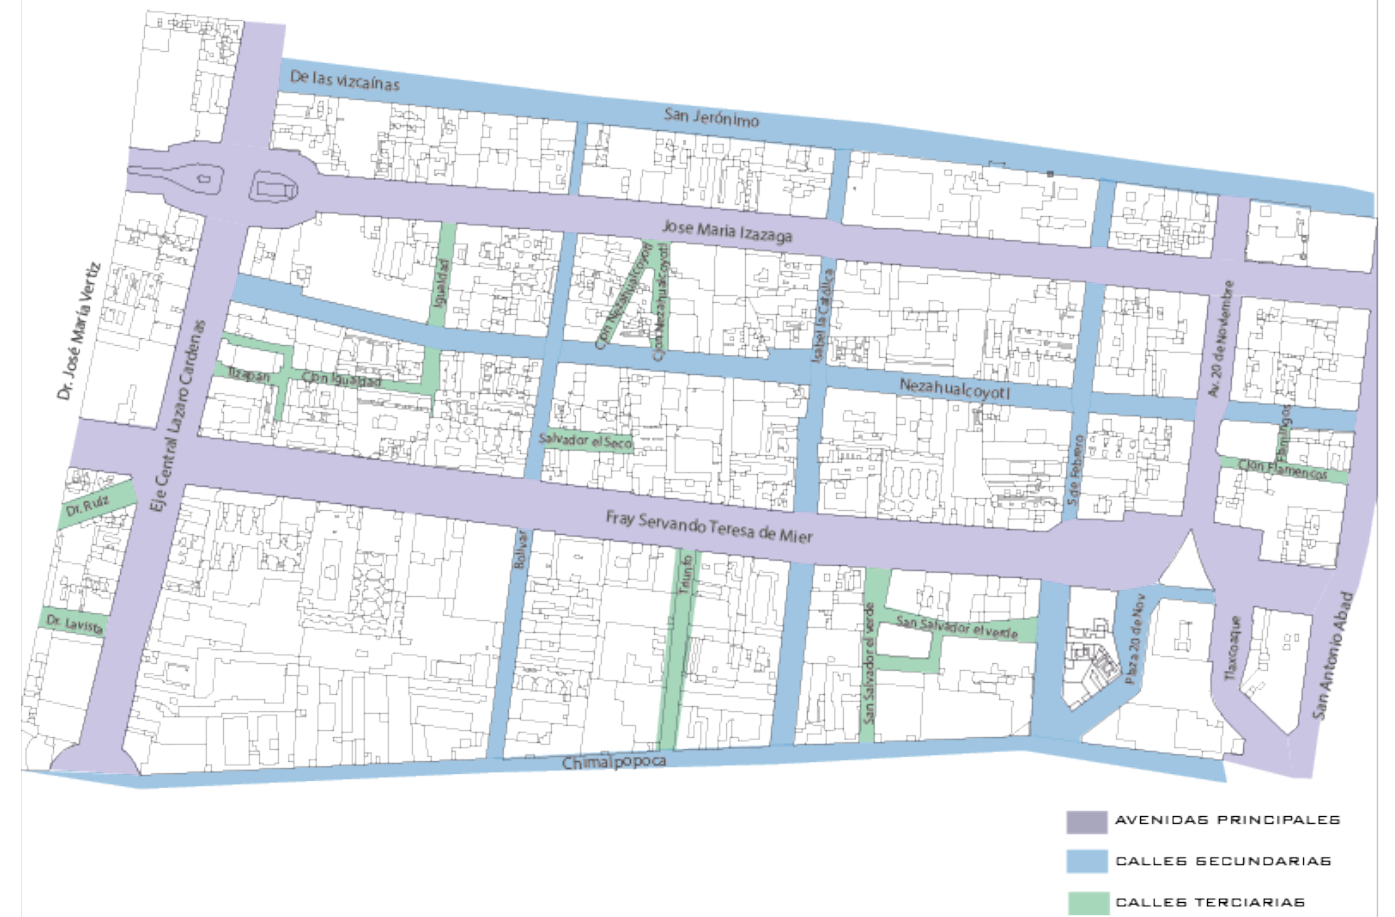 De las vizcaínas
San Jerónimo
Jose Maria Izazaga
Dr. José María Vertiz
Igualdad
Cjon Nezahualcoyotl
Cjon Nezahualcoyotl
Isabel la Católica
Av. 20 de Noviembre
Eje Central Lazaro Cardenas
Tizapan
Cjon Igualdad
Nezahualcoyotl
Salvador el Seco
5 de Febrero
Flamencos
Cjon Flamencos
Dr. Ruiz
Fray Servando Teresa de Mier
Bolivar
Triunfo
Dr. Lavista
San Salvador el verde
San Salvador el verde
Plaza 20 de Nov
Tlaxcoaque
San Antonio Abad
Chimalpopoca
AVENIDAS PRINCIPALES
CALLES SECUNDARIAS
CALLES TERCIARIAS